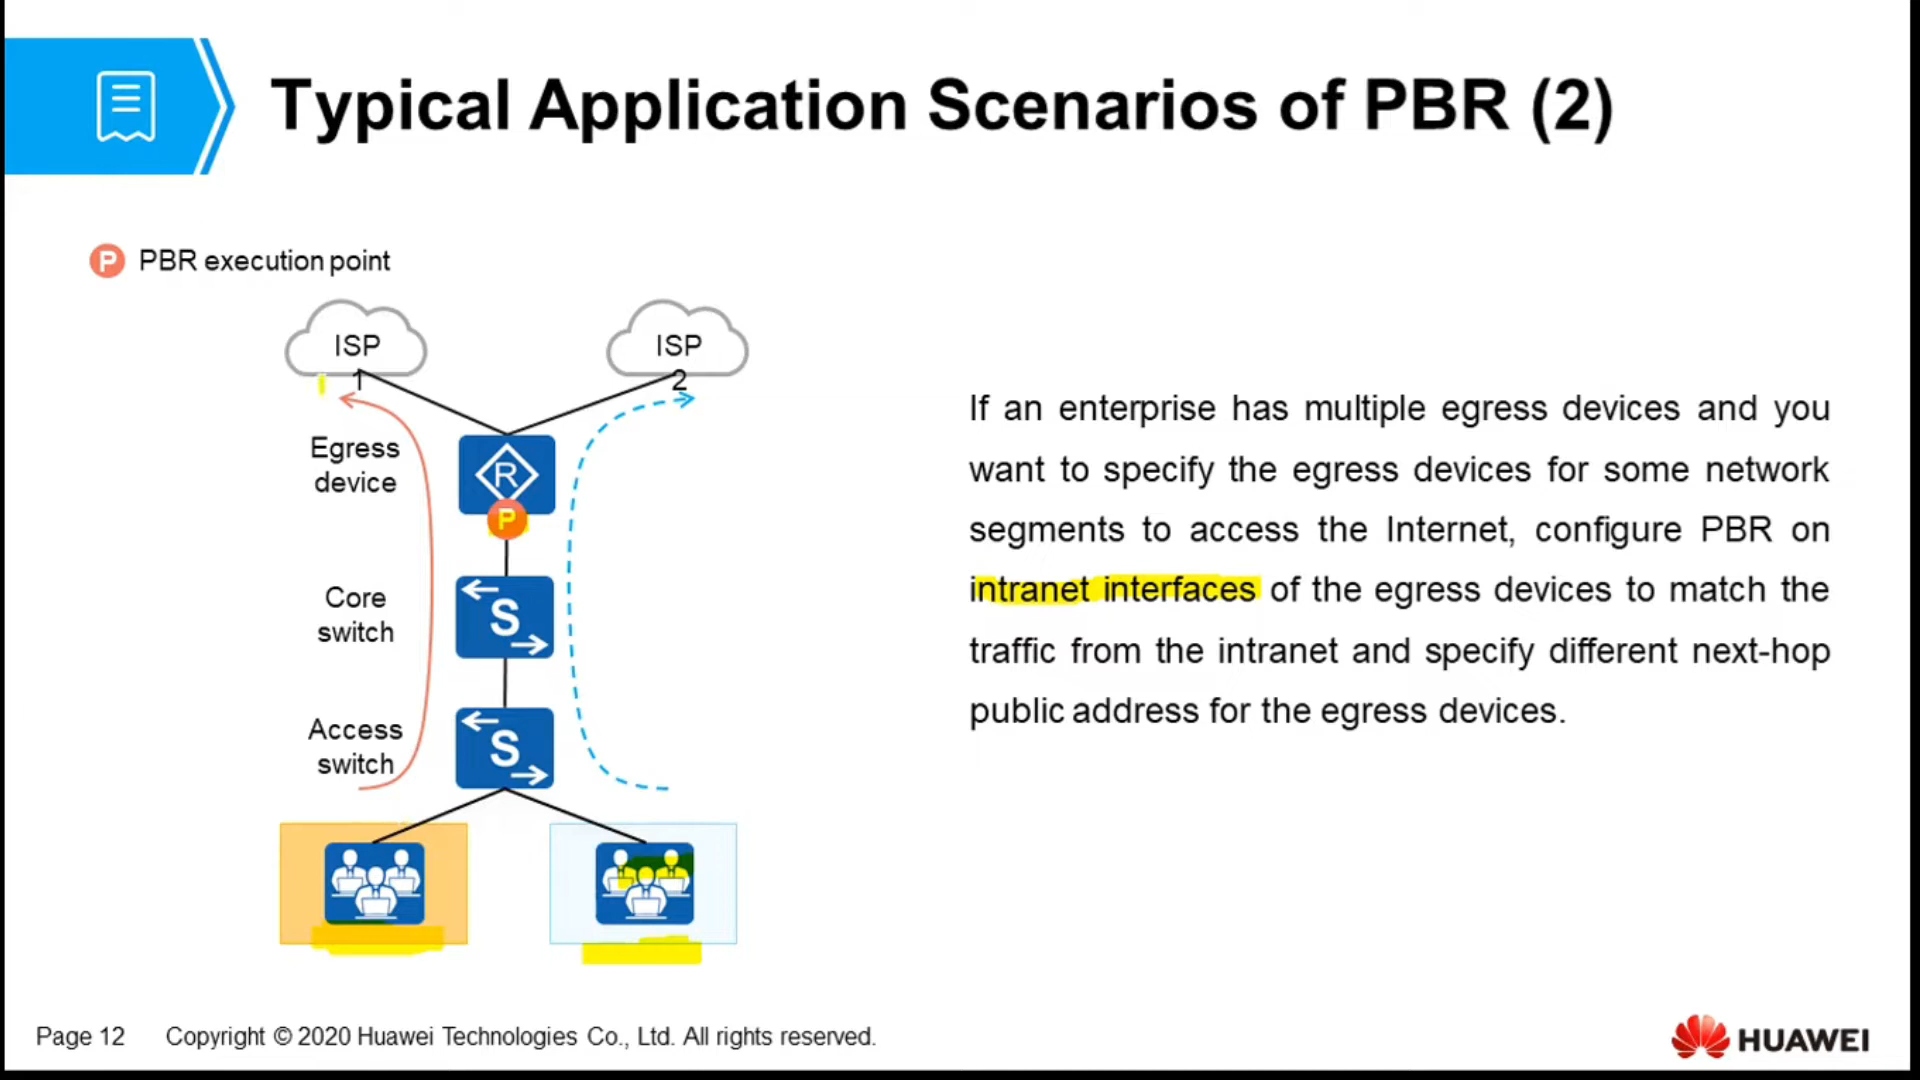 Typical Application Scenarios of PBR (2)
P PBR execution point
ISP
1
ISP
2
Egress
device
R
P
Core
switch
S
Access
switch
S
If an enterprise has multiple egress devices and you
want to specify the egress devices for some network
segments to access the Internet, configure PBR on
intranet interfaces of the egress devices to match the
traffic from the intranet and specify different next-hop
public address for the egress devices.
Page 12 Copyright © 2020 Huawei Technologies Co., Ltd. All rights reserved.
HUAWEI